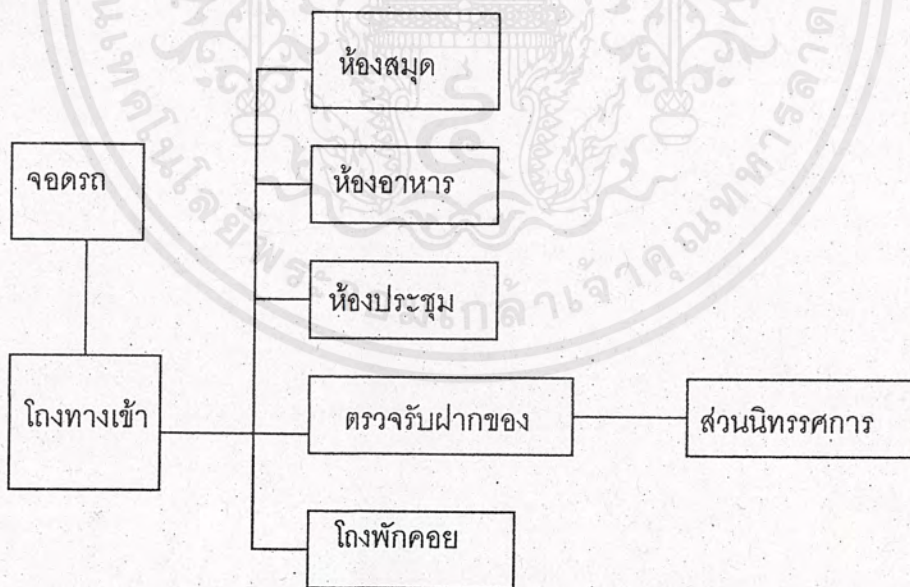 ห้องสมุด
จอดรถ
ห้องอาหาร
ห้องประชุม
โถงทางเข้า
ตรวจรับฝากของ
ส่วนนิทรรศการ
โถงพักคอย